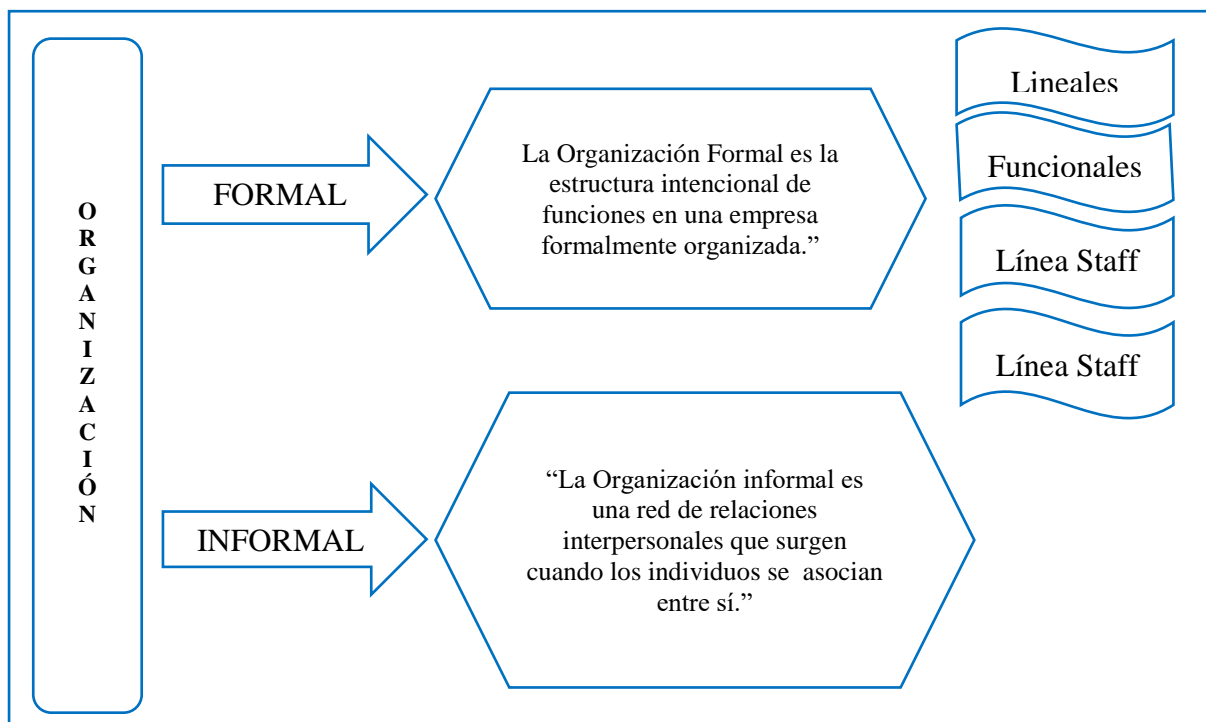 ORGANIZACIÓN
FORMAL
La Organización Formal es la
estructura intencional de
funciones en una empresa
formalmente organizada.”
Lineales
Funcionales
Línea Staff
Línea Staff
INFORMAL
“La Organización informal es
una red de relaciones
interpersonales que surgen
cuando los individuos se asocian
entre sí.”